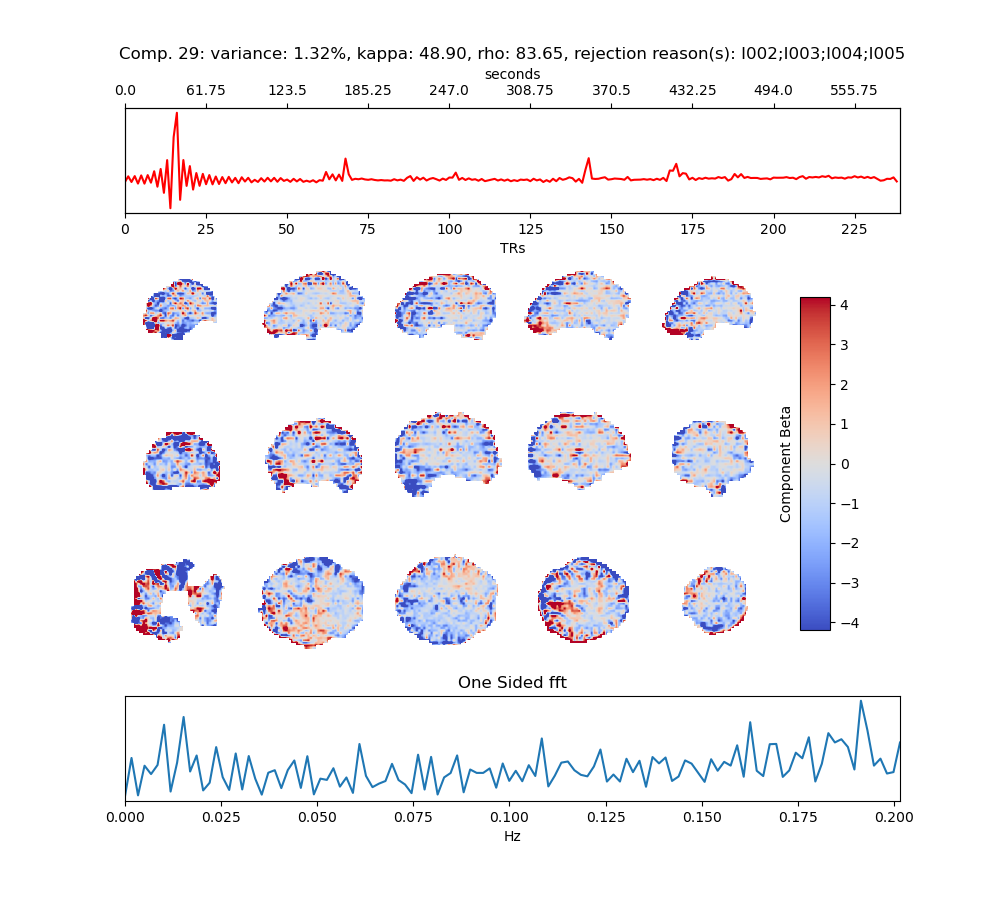 Comp. 29: variance: 1.32%, kappa: 48.90, rho: 83.65, rejection reason(s): I002;I003;I004;I005
seconds
0.0 61.75 123.5 185.25 247.0 308.75 370.5 432.25 494.0 555.75
0 25 50 75 100 125 150 175 200 225
TRs
4
3
2
1
0
−1
−2
−3
−4
Component Beta
One Sided fft
0.000 0.025 0.050 0.075 0.100 0.125 0.150 0.175 0.200
Hz